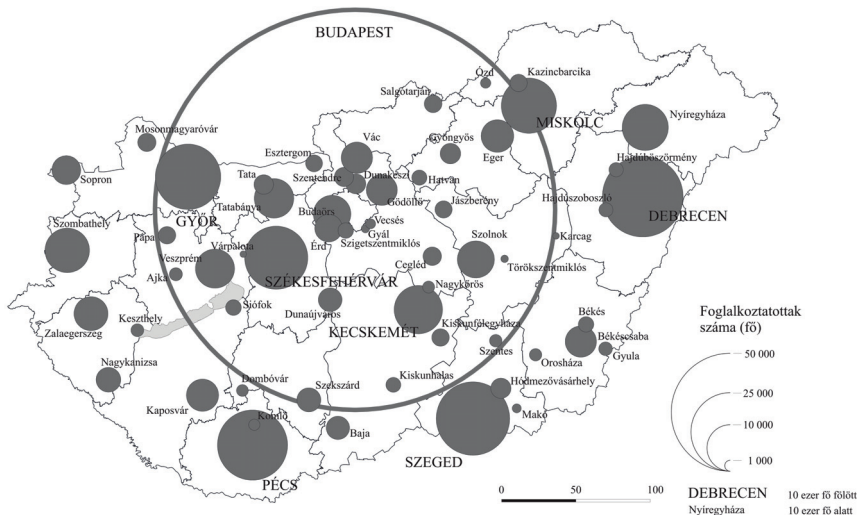 BUDAPEST
Ózd
Kazincbarcika
Salgótarján
MISKOLC
Nyíregyháza
Mosonmagyaróvár
Vác
Gyöngyös
Eger
Esztergom
Hajdúböszörmény
Sopron
Tata
Szentendre
Dunakeszi
Hatvan
Tatabánya
Gödöllő
Jászberény
Hajdúszoboszló
GYŐR
Budaörs
DEBRECEN
Szombathely
Vecsés
Gyál
Pápa
Érd
Szigetszentmiklós
Szolnok
Karcag
Várpalota
Veszprém
Cegléd
Törökszentmiklós
Ajka
SZÉKESFEHÉRVÁR
Nagykőrös
Siófok
Dunaújváros
Békés
Foglalkoztatottak
száma (fő)
Keszthely
KECSKEMÉT
Kiskunfélegyháza
Zalaegerszeg
Békéscsaba
Szentes
Gyula
50 000
Orosháza
Nagykanizsa
Dombóvár
Szekszárd
Kiskunhalas
Hódmezővásárhely
25 000
Kaposvár
Komló
Makó
10 000
Baja
SZEGED
1 000
PÉCS
0 50 100
DEBRECEN 10 ezer fő fölött
Nyíregyháza 10 ezer fő alatt